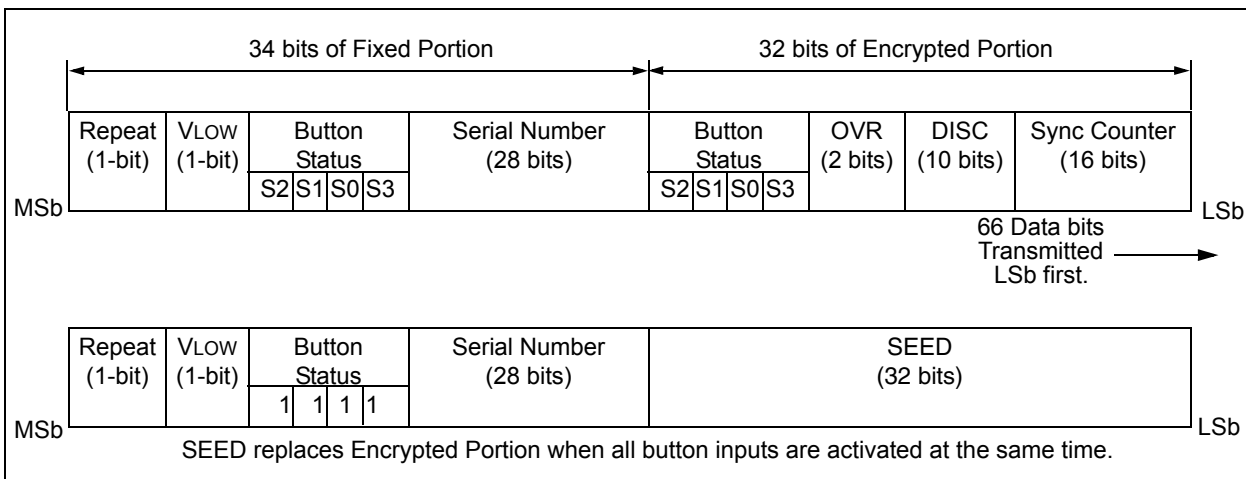 34 bits of Fixed Portion 32 bits of Encrypted Portion
Repeat VLOW Button Serial Number Button OVR DISC Sync Counter
(1-bit) (1-bit) Status (28 bits) Status (2 bits) (10 bits) (16 bits)
S2 S1 S0 S3 S2 S1 S0 S3
MSb LSb
66 Data bits
Transmitted
LSb first.
Repeat VLOW Button Serial Number SEED
(1-bit) (1-bit) Status (28 bits) (32 bits)
1 1 1 1
MSb LSb
SEED replaces Encrypted Portion when all button inputs are activated at the same time.